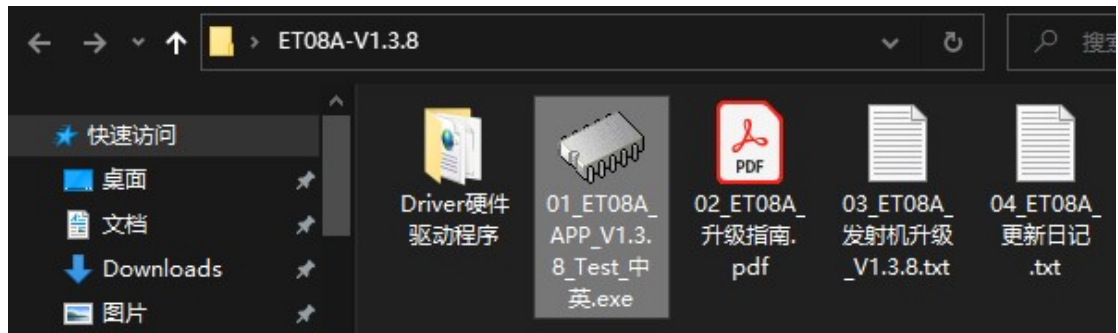 ET08A-V1.3.8
搜索
快速访问
桌面
文档
Downloads
图片
Driver硬件
驱动程序
01_ET08A_
APP_V1.3.
8_Test_中
英.exe
PDF
02_ET08A_
升级指南.
pdf
03_ET08A_
发射机升级
_V1.3.8.txt
04_ET08A_
更新日记
.txt